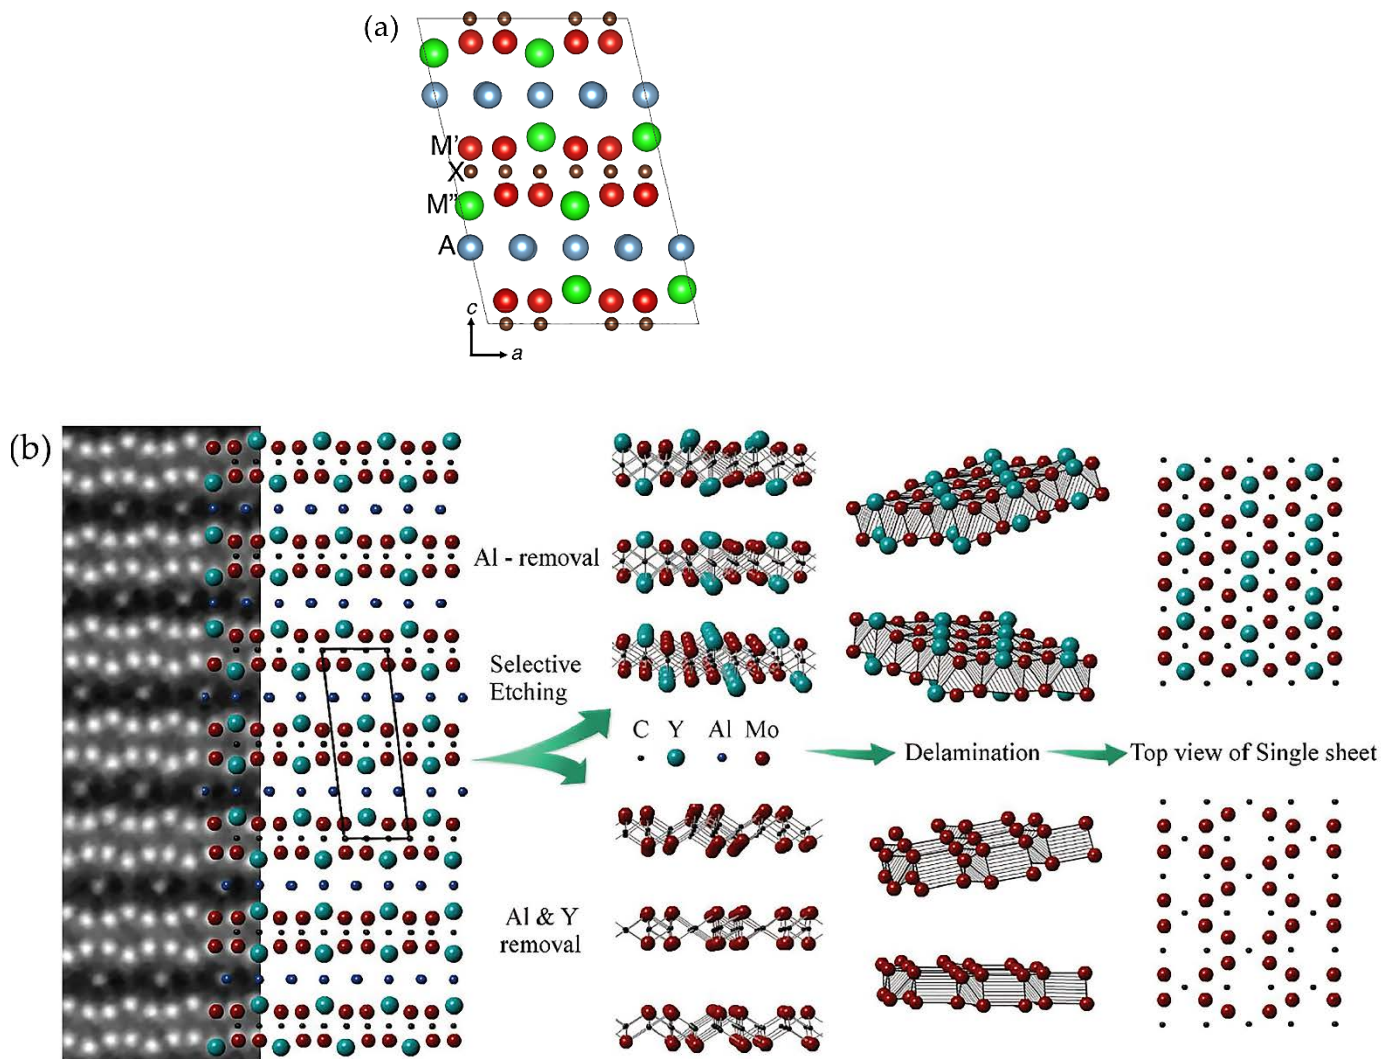 (a)
M'
X
M"
A
c
a
(b)
Al - removal
Selective
Etching
C Y Al Mo
Delamination
Top view of Single sheet
Al & Y
removal